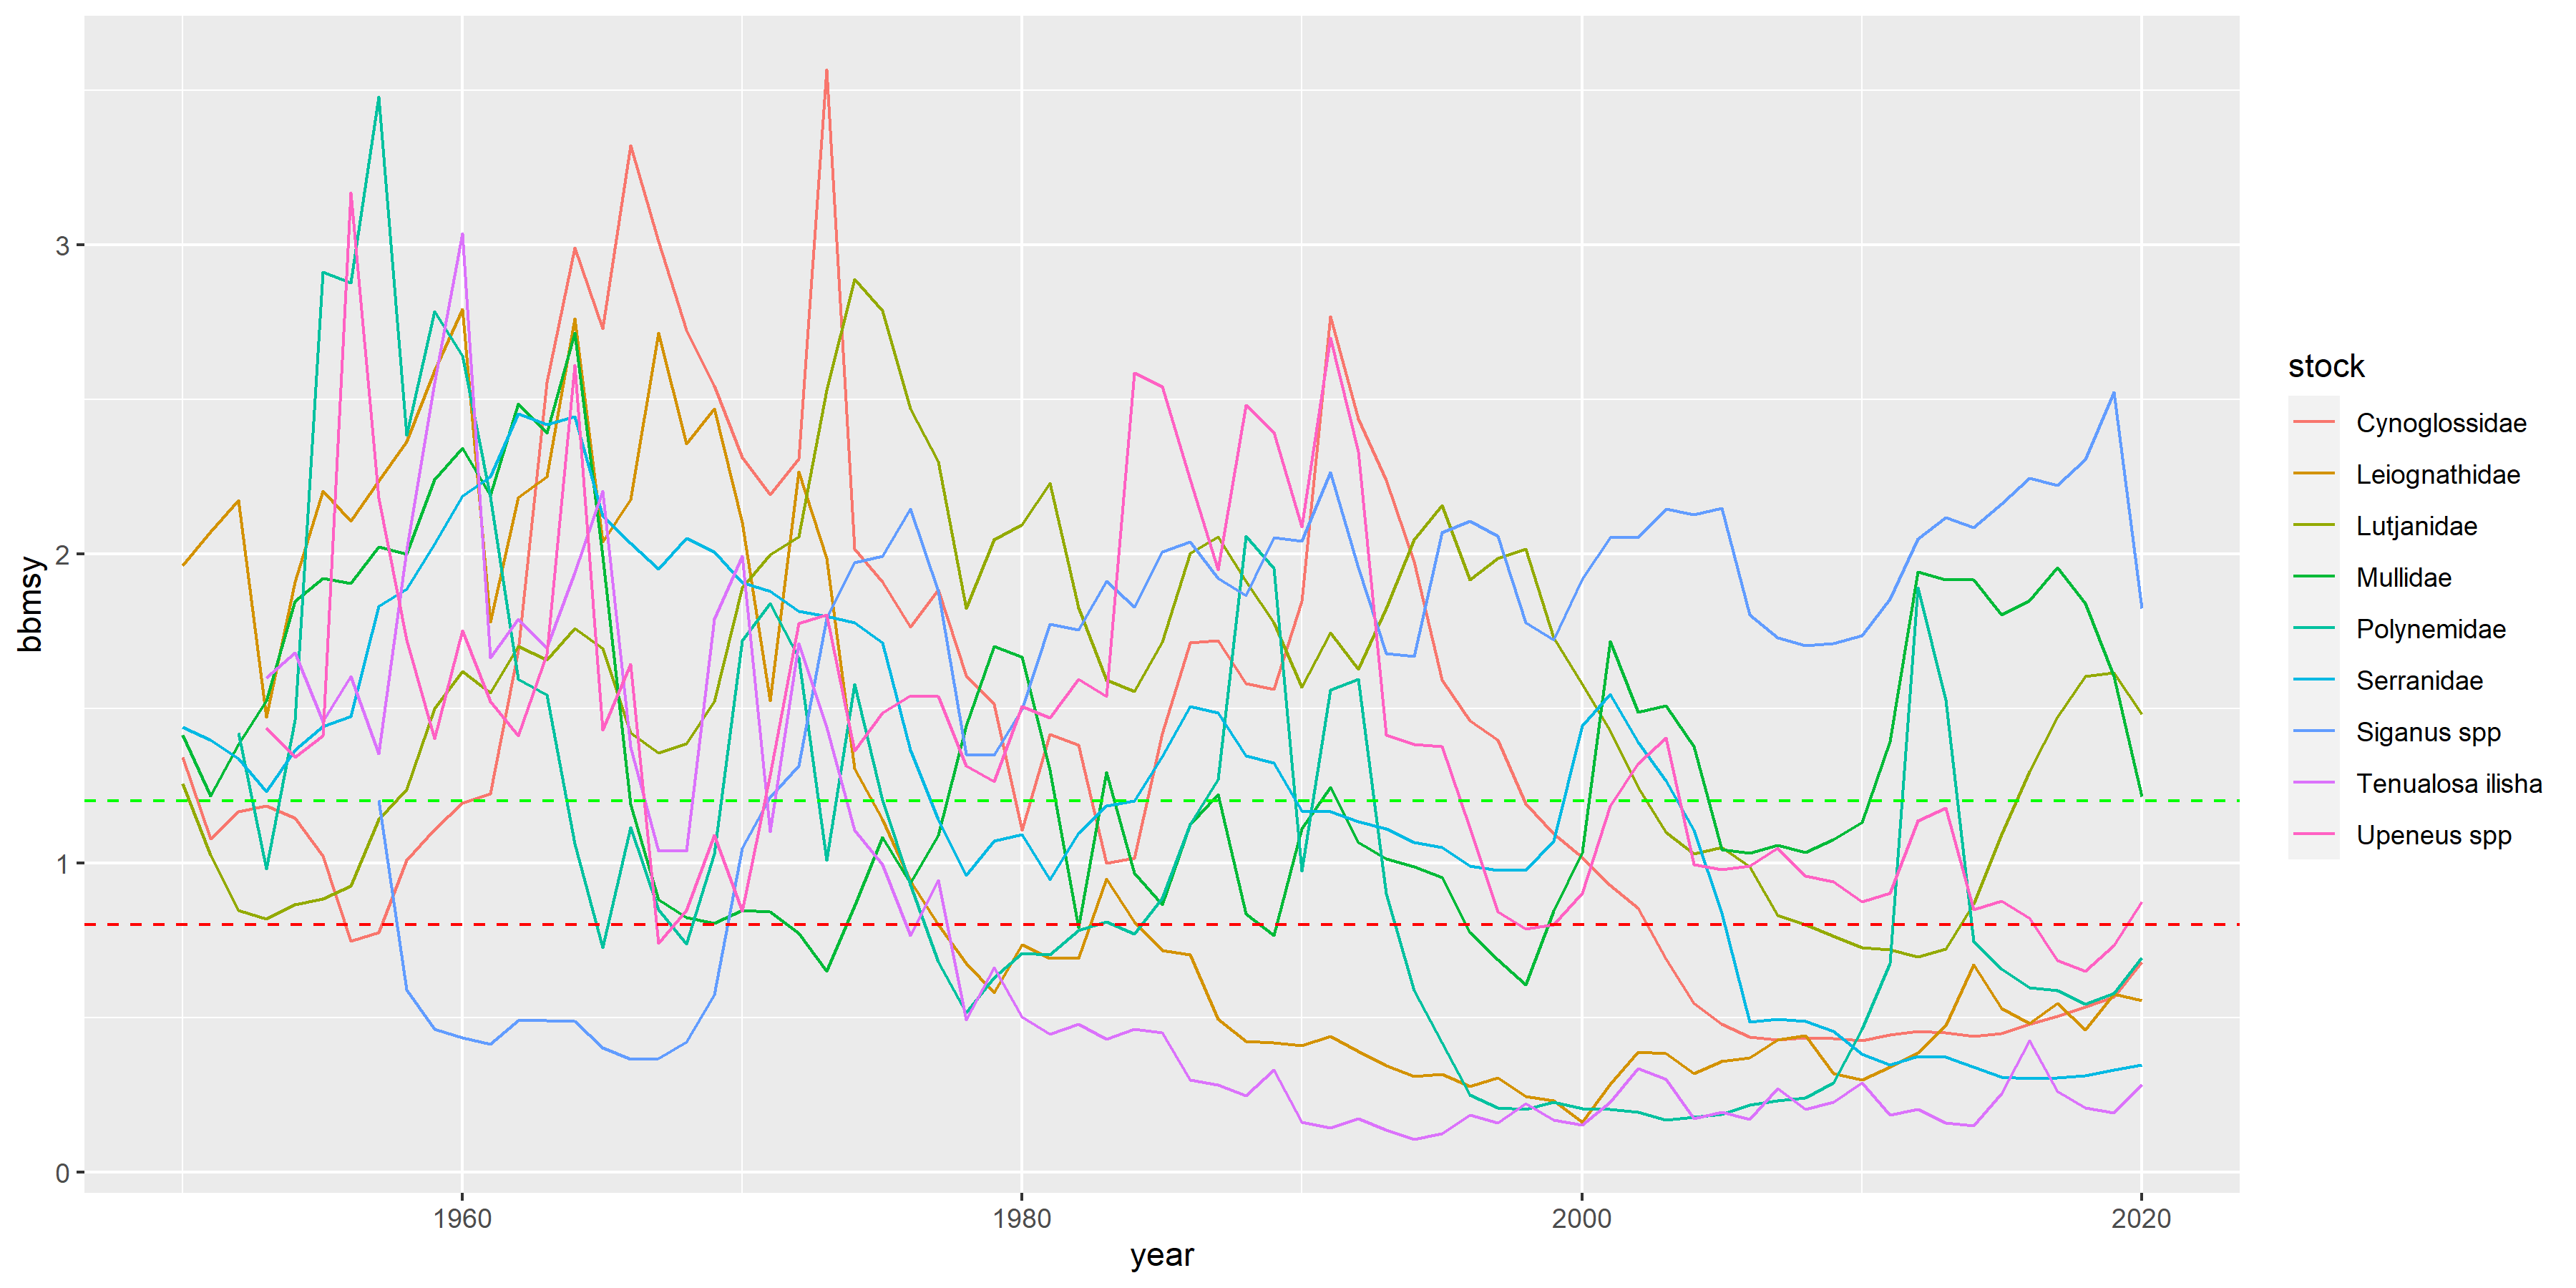 bbmsy
3
2
1
0
1960
1980
2000
2020
year
stock
Cynoglossidae
Leiognathidae
Lutjanidae
Mullidae
Polynemidae
Serranidae
Siganus spp
Tenualosa ilisha
Upeneus spp